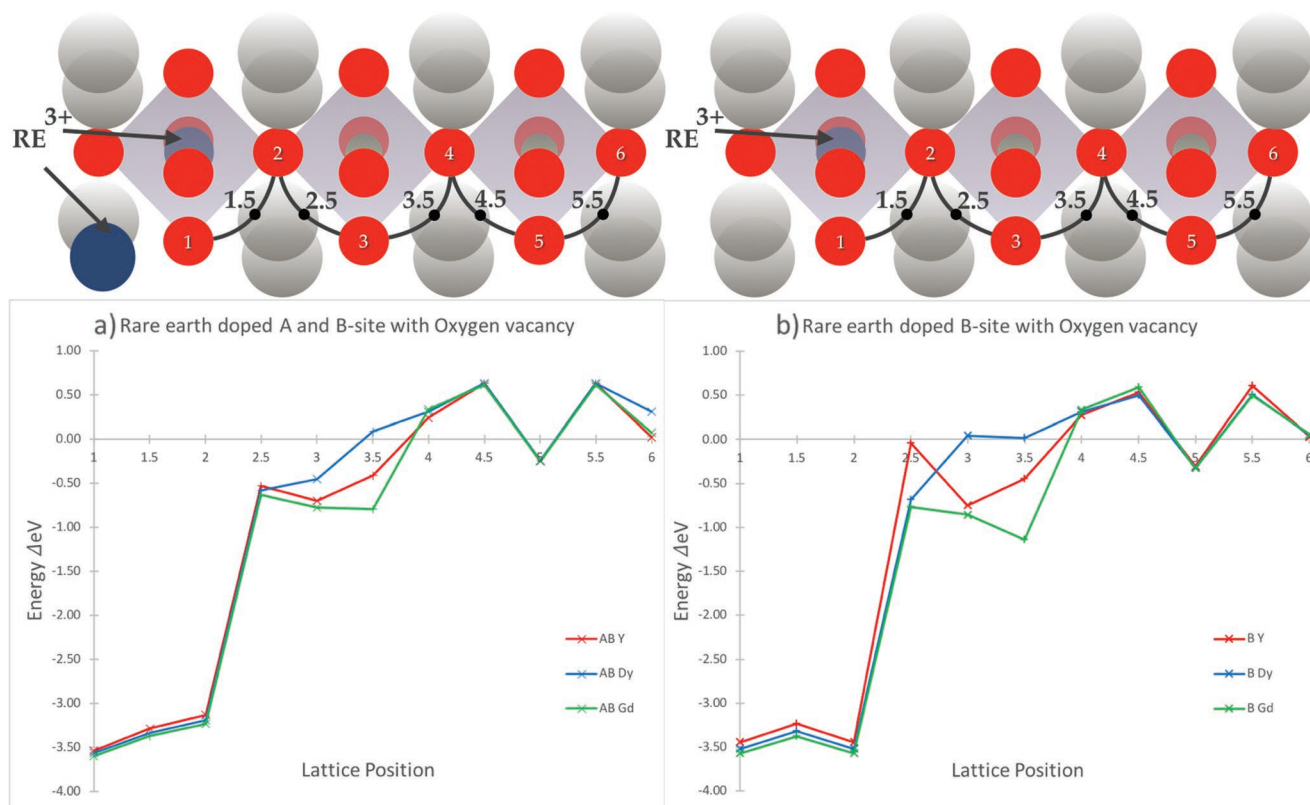 3+
RE
1
1.5
2
2.5
3
3.5
4
4.5
5
5.5
6
3+
RE
1
1.5
2
2.5
3
3.5
4
4.5
5
5.5
6
a) Rare earth doped A and B-site with Oxygen vacancy
1.00
0.50
0.00
-0.50
-1.00
-1.50
-2.00
-2.50
-3.00
-3.50
-4.00
Energy ΔeV
1 1.5 2 2.5 3 3.5 4 4.5 5 5.5 6
Lattice Position
AB Y
AB Dy
AB Gd
b) Rare earth doped B-site with Oxygen vacancy
1.00
0.50
0.00
-0.50
-1.00
-1.50
-2.00
-2.50
-3.00
-3.50
-4.00
Energy ΔeV
1 1.5 2 2.5 3 3.5 4 4.5 5 5.5 6
Lattice Position
B Y
B Dy
B Gd